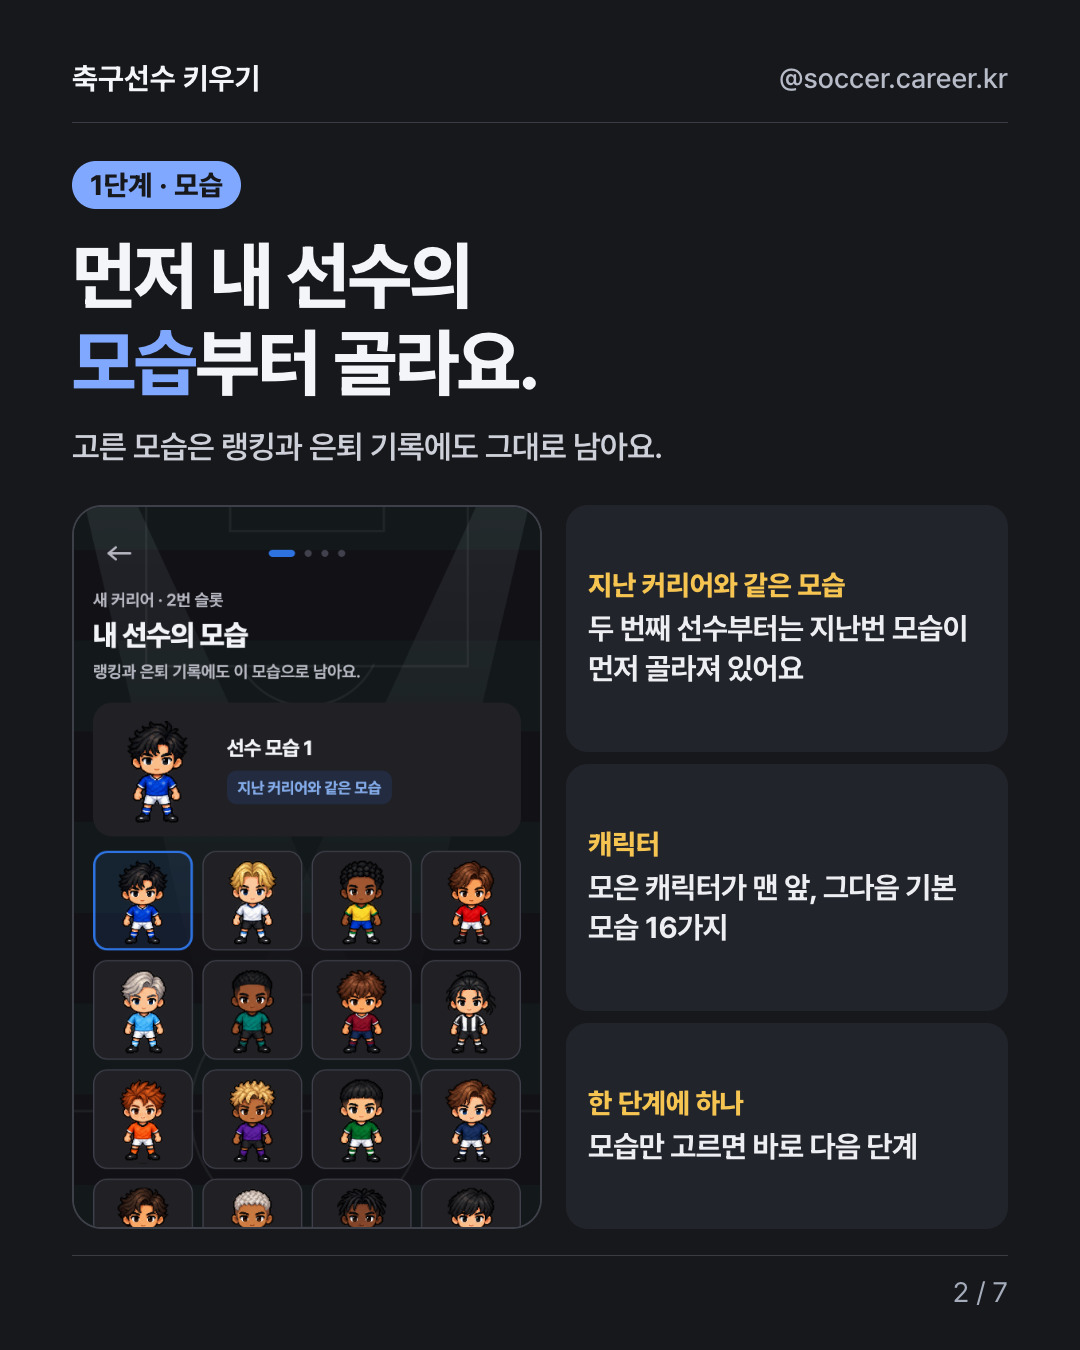 축구선수 키우기
@soccer.career.kr
1단계 · 모습
먼저 내 선수의
모습부터 골라요.
고른 모습은 랭킹과 은퇴 기록에도 그대로 남아요.
새 커리어 · 2번 슬롯
내 선수의 모습
랭킹과 은퇴 기록에도 이 모습으로 남아요.
선수 모습 1
지난 커리어와 같은 모습
지난 커리어와 같은 모습
두 번째 선수부터는 지난번 모습이
먼저 골라져 있어요
캐릭터
모은 캐릭터가 맨 앞, 그다음 기본
모습 16가지
한 단계에 하나
모습만 고르면 바로 다음 단계
2 / 7